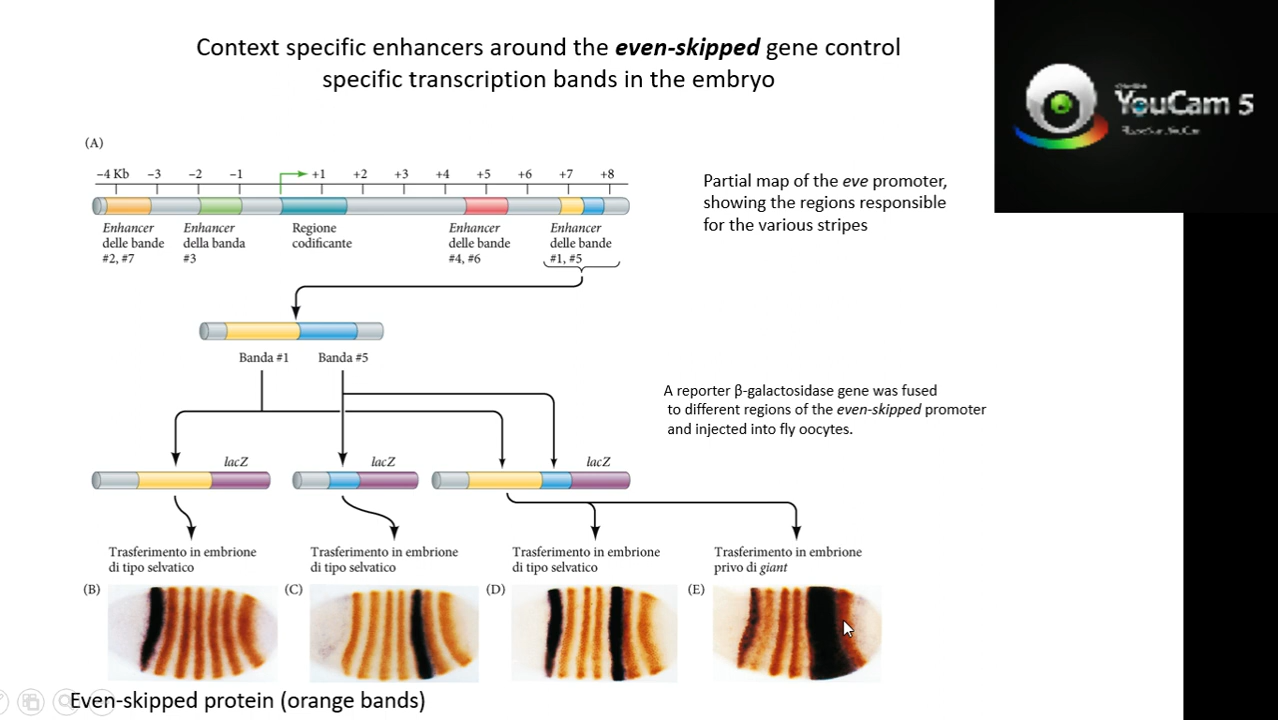 Context specific enhancers around the even-skipped gene control
specific transcription bands in the embryo
YouCam 5
(A)
−4 Kb −3 −2 −1 +1 +2 +3 +4 +5 +6 +7 +8
Enhancer
delle bande
#2, #7
Enhancer
della banda
#3
Regione
codificante
Enhancer
delle bande
#4, #6
Enhancer
delle bande
#1, #5
Partial map of the eve promoter,
showing the regions responsible
for the various stripes
Banda #1 Banda #5
A reporter β-galactosidase gene was fused
to different regions of the even-skipped promoter
and injected into fly oocytes.
lacZ lacZ lacZ
Trasferimento in embrione
di tipo selvatico
Trasferimento in embrione
di tipo selvatico
Trasferimento in embrione
di tipo selvatico
Trasferimento in embrione
privo di giant
(B) (C) (D) (E)
Even-skipped protein (orange bands)